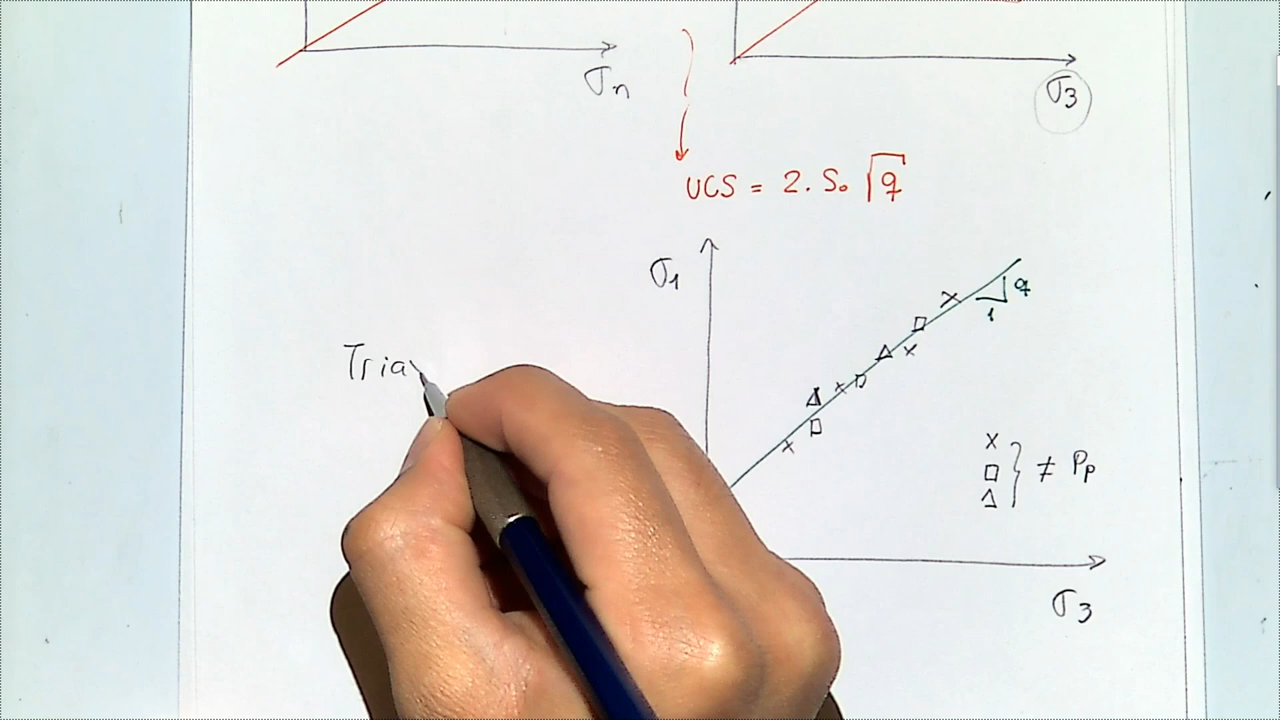 σn
σ3
UCS = 2. S₀ √q
σ1
q
1
Tria
x
□ } ≠ Pp
△
σ3